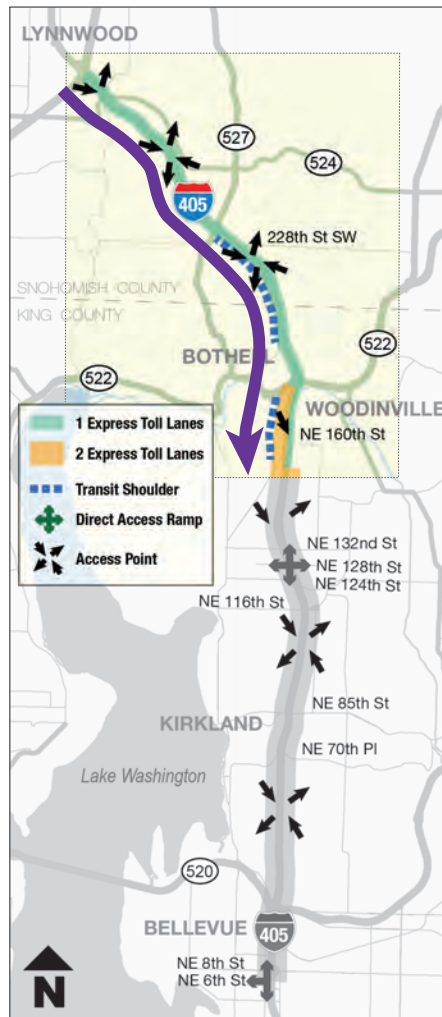 LYNNWOOD
527
524
405
228th St SW
SNOHOMISH COUNTY
KING COUNTY
BOTHELL
522
522
WOODINVILLE
NE 160th St
1 Express Toll Lanes
2 Express Toll Lanes
Transit Shoulder
Direct Access Ramp
Access Point
NE 132nd St
NE 128th St
NE 124th St
NE 116th St
NE 85th St
KIRKLAND
NE 70th Pl
Lake Washington
520
BELLEVUE
405
NE 8th St
NE 6th St
N